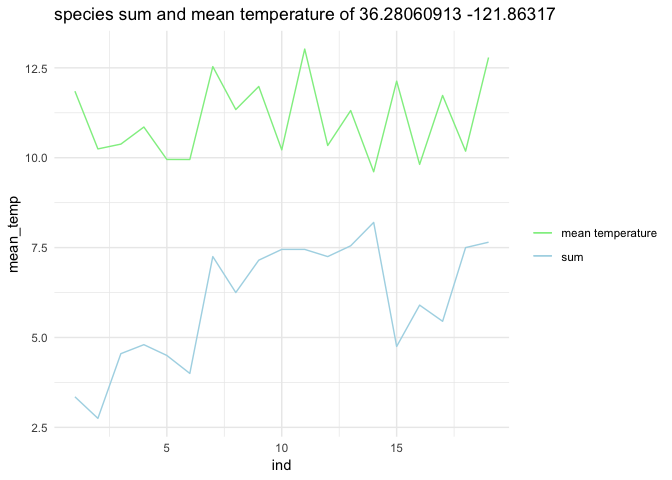 species sum and mean temperature of 36.28060913 -121.86317
12.5
10.0
7.5
5.0
2.5
mean_temp
5 10 15
ind
mean temperature
sum